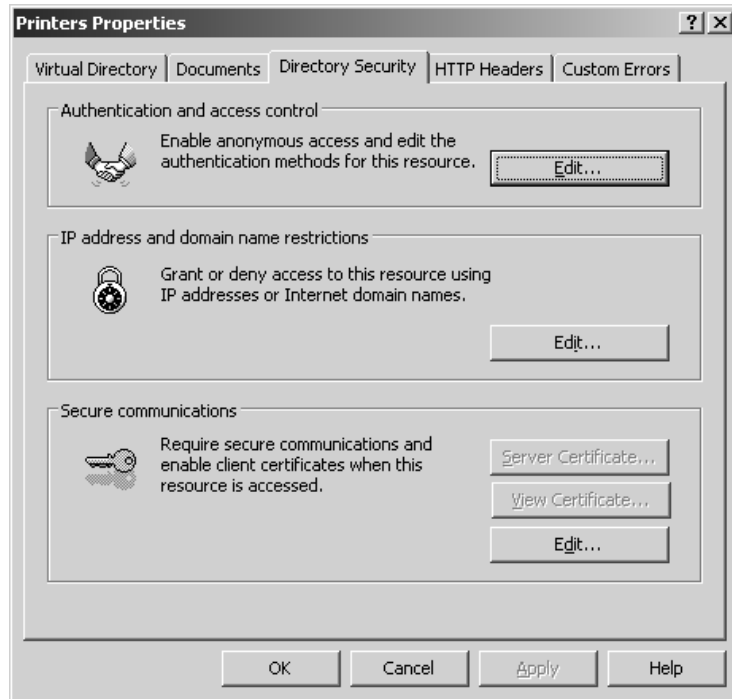 Printers Properties
? X
Virtual Directory Documents Directory Security HTTP Headers Custom Errors
Authentication and access control
Enable anonymous access and edit the
authentication methods for this resource.
Edit...
IP address and domain name restrictions
Grant or deny access to this resource using
IP addresses or Internet domain names.
Edit...
Secure communications
Require secure communications and
enable client certificates when this
resource is accessed.
Server Certificate...
View Certificate...
Edit...
OK Cancel Apply Help